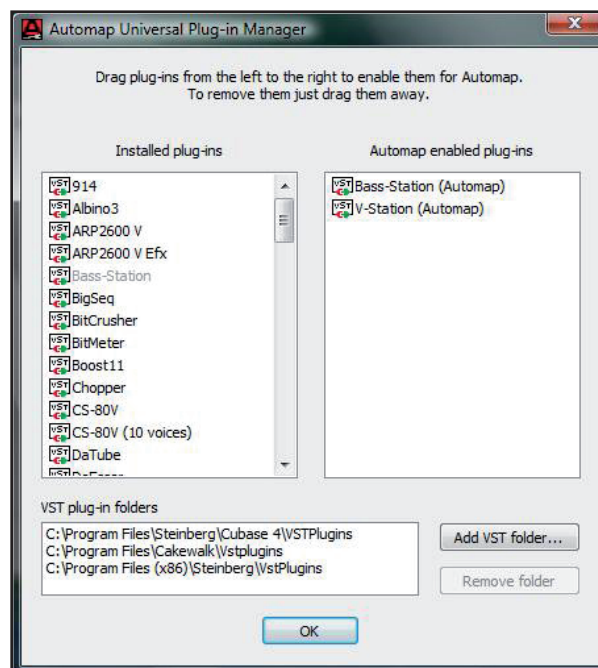 Automap Universal Plug-in Manager
Drag plug-ins from the left to the right to enable them for Automap.
To remove them just drag them away.
Installed plug-ins
914
Albino3
ARP2600 V
ARP2600 V Efx
Bass-Station
BigSeq
BitCrusher
BitMeter
Boost11
Chopper
CS-80V
CS-80V (10 voices)
DaTube
Automap enabled plug-ins
Bass-Station (Automap)
V-Station (Automap)
VST plug-in folders
C:\Program Files\Steinberg\Cubase 4\VSTPlugins
C:\Program Files\Cakewalk\Vstplugins
C:\Program Files (x86)\Steinberg\VstPlugins
Add VST folder...
Remove folder
OK